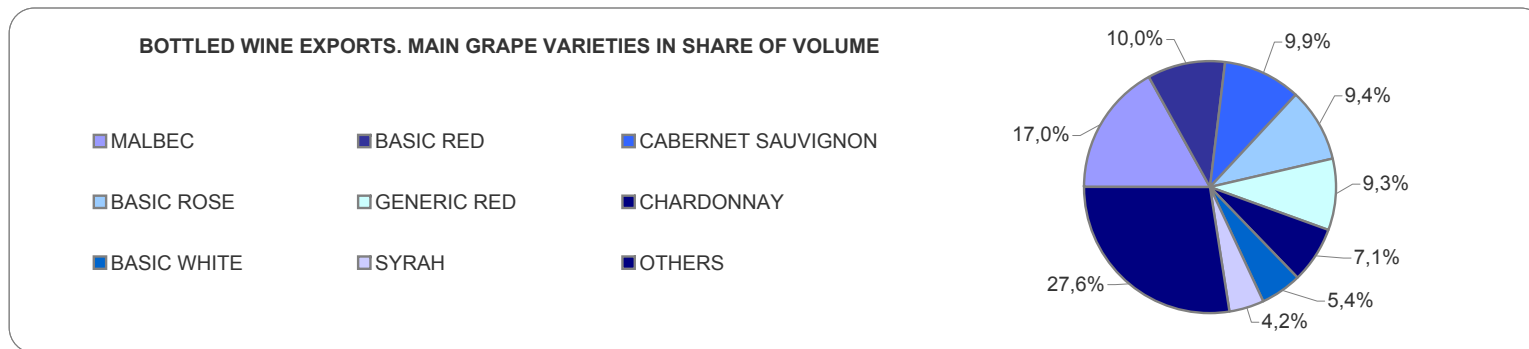 BOTTLED WINE EXPORTS. MAIN GRAPE VARIETIES IN SHARE OF VOLUME
MALBEC BASIC RED CABERNET SAUVIGNON
BASIC ROSE GENERIC RED CHARDONNAY
BASIC WHITE SYRAH OTHERS
10,0% 9,9%
9,4%
17,0%
9,3%
7,1%
27,6%
5,4%
4,2%